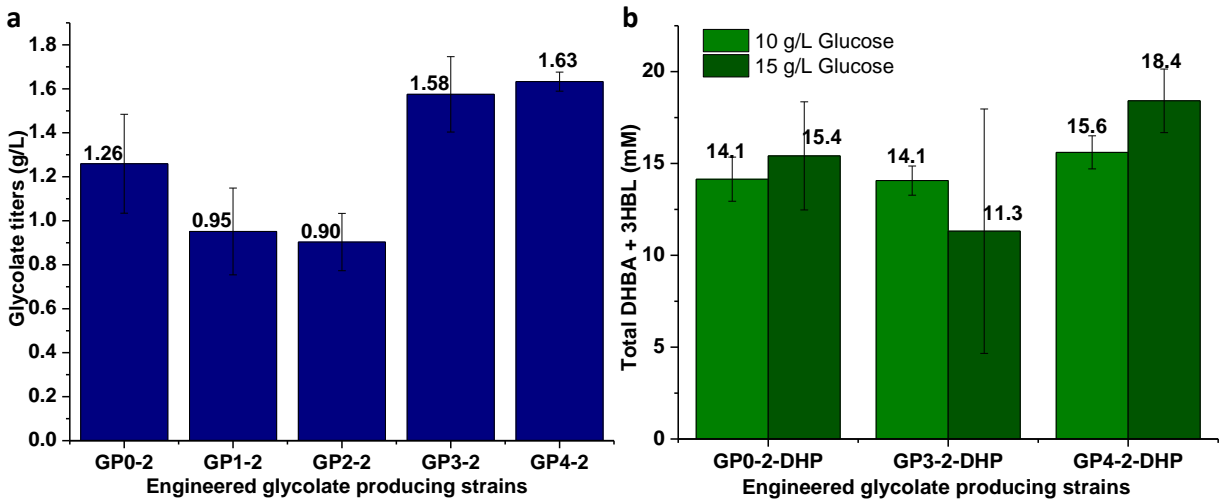 a
Glycolate titers (g/L)
1.8
1.6
1.4
1.2
1.0
0.8
0.6
0.4
0.2
0.0
1.26
0.95
0.90
1.58
1.63
GP0-2 GP1-2 GP2-2 GP3-2 GP4-2
Engineered glycolate producing strains
b
Total DHBA + 3HBL (mM)
20
15
10
5
0
10 g/L Glucose
15 g/L Glucose
14.1
15.4
14.1
11.3
15.6
18.4
GP0-2-DHP GP3-2-DHP GP4-2-DHP
Engineered glycolate producing strains